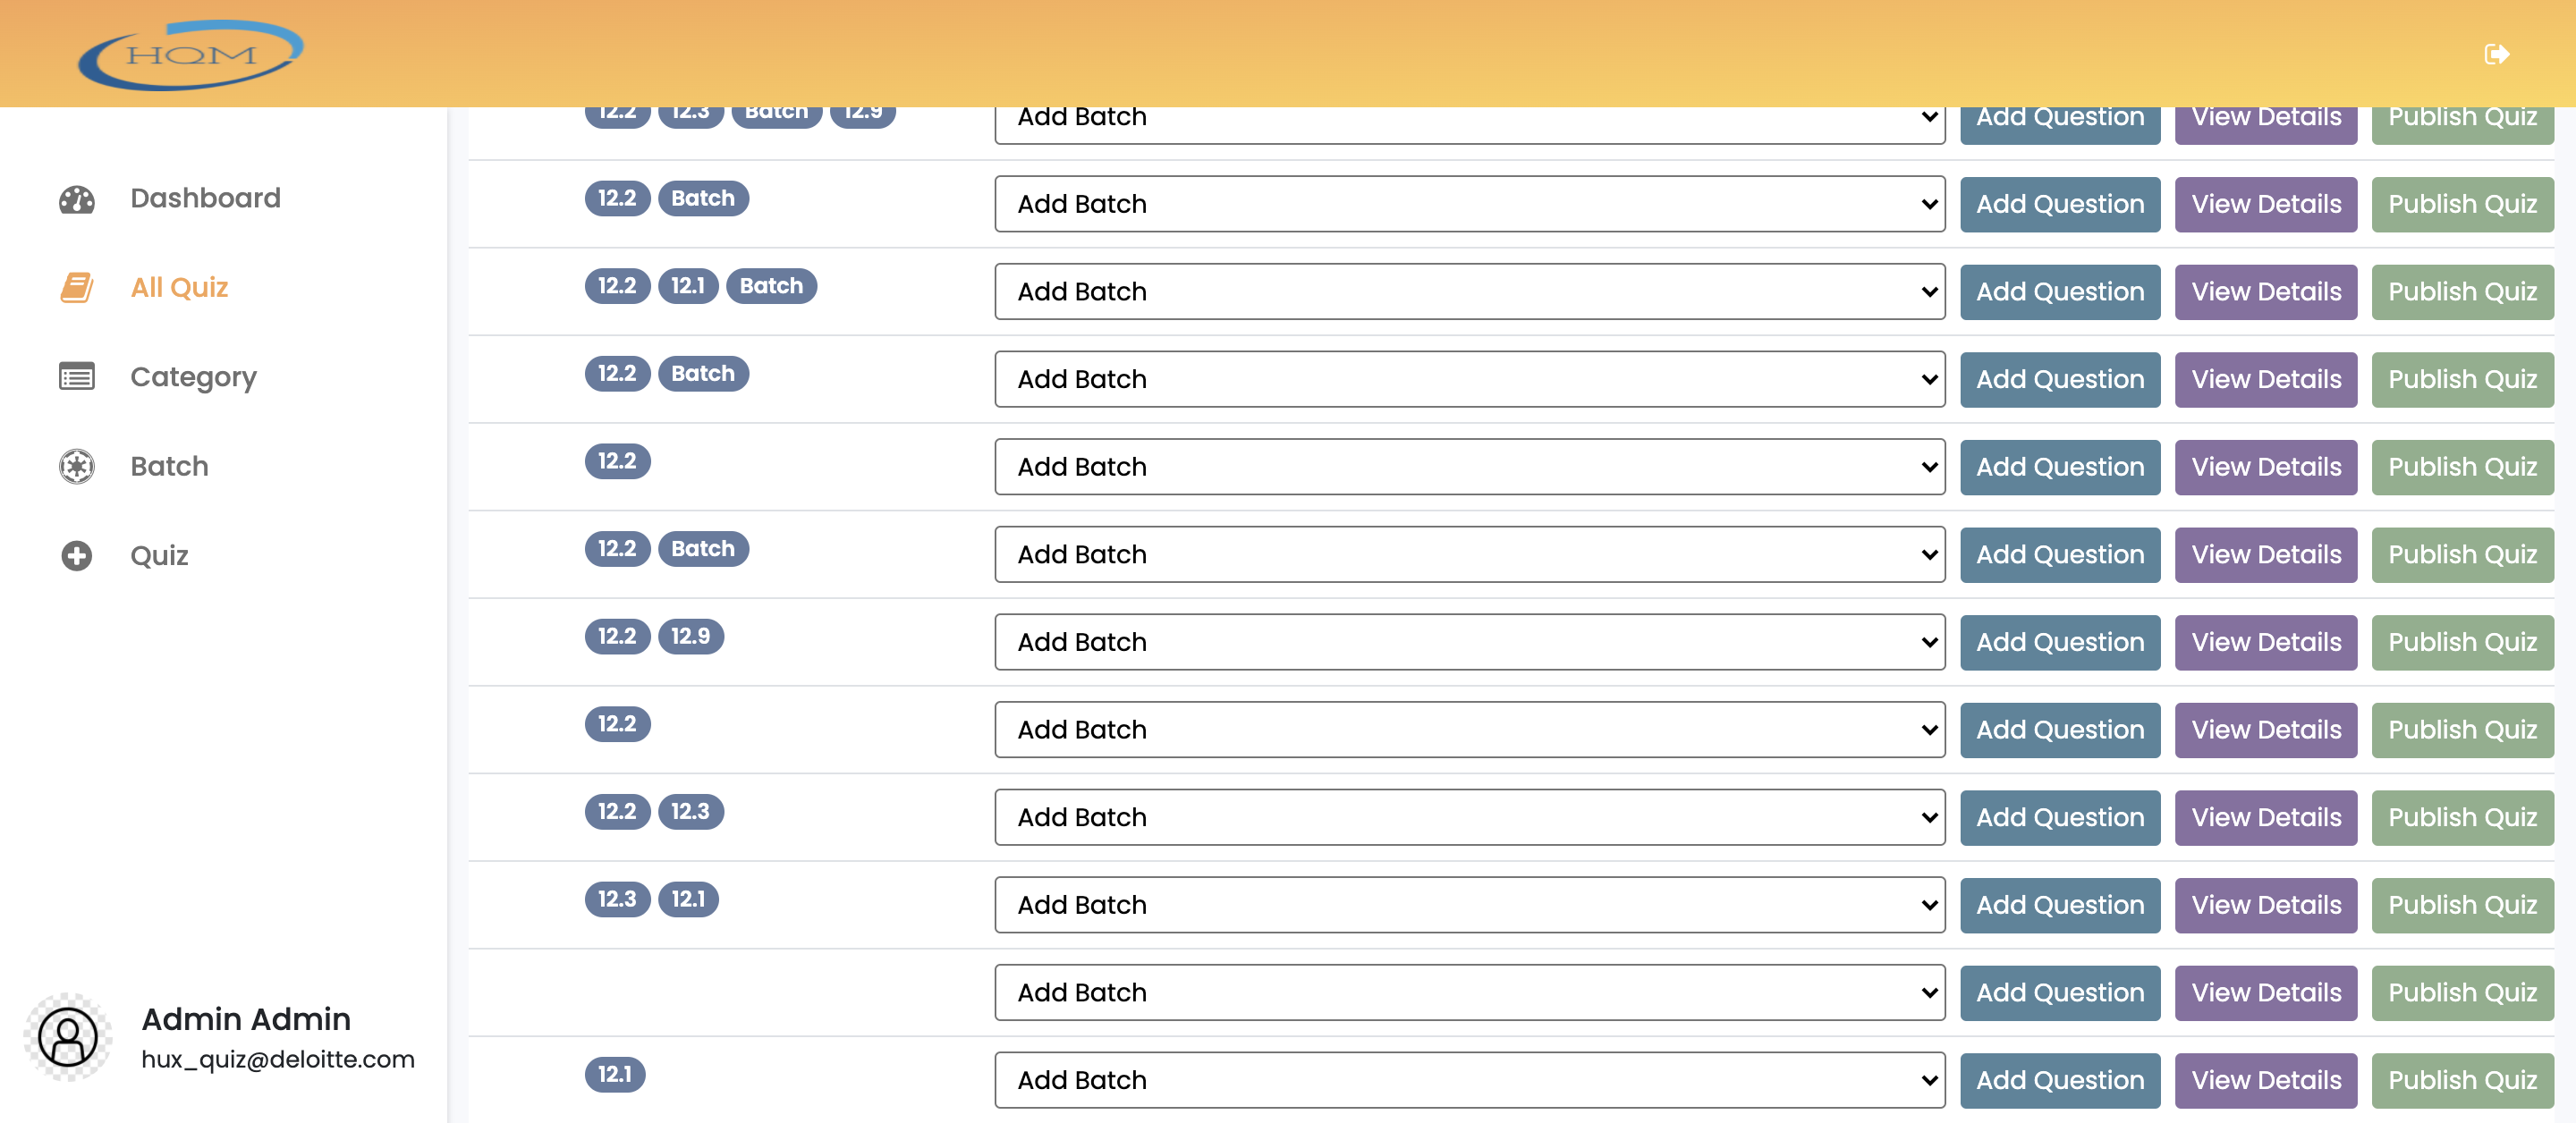 HQM
12.2 12.3 Batch 12.9 Add Batch Add Question View Details Publish Quiz
Dashboard
12.2 Batch Add Batch Add Question View Details Publish Quiz
All Quiz
12.2 12.1 Batch Add Batch Add Question View Details Publish Quiz
Category
12.2 Batch Add Batch Add Question View Details Publish Quiz
Batch
12.2 Add Batch Add Question View Details Publish Quiz
Quiz
12.2 Batch Add Batch Add Question View Details Publish Quiz
12.2 12.9 Add Batch Add Question View Details Publish Quiz
12.2 Add Batch Add Question View Details Publish Quiz
12.2 12.3 Add Batch Add Question View Details Publish Quiz
12.3 12.1 Add Batch Add Question View Details Publish Quiz
Add Batch Add Question View Details Publish Quiz
Admin Admin
hux_quiz@deloitte.com
12.1 Add Batch Add Question View Details Publish Quiz